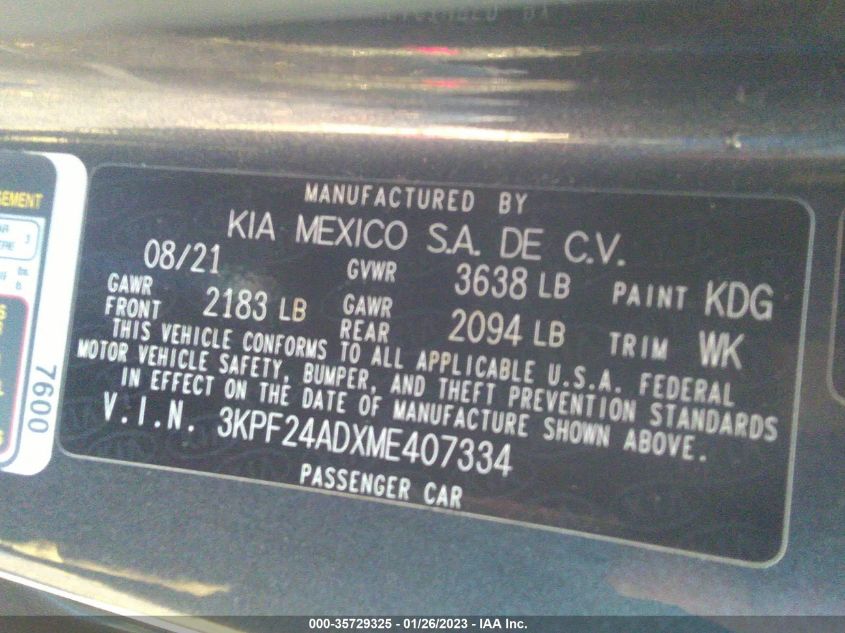 MANUFACTURED BY
KIA MEXICO S.A. DE C.V.
08/21 GVWR 3638 LB PAINT KDG
GAWR FRONT 2183 LB GAWR REAR 2094 LB TRIM WK
THIS VEHICLE CONFORMS TO ALL APPLICABLE U.S.A. FEDERAL
MOTOR VEHICLE SAFETY, BUMPER, AND THEFT PREVENTION STANDARDS
IN EFFECT ON THE DATE OF MANUFACTURE SHOWN ABOVE.
V.I.N. 3KPF24ADXME407334
PASSENGER CAR
7600
000-35729325 - 01/26/2023 - IAA Inc.